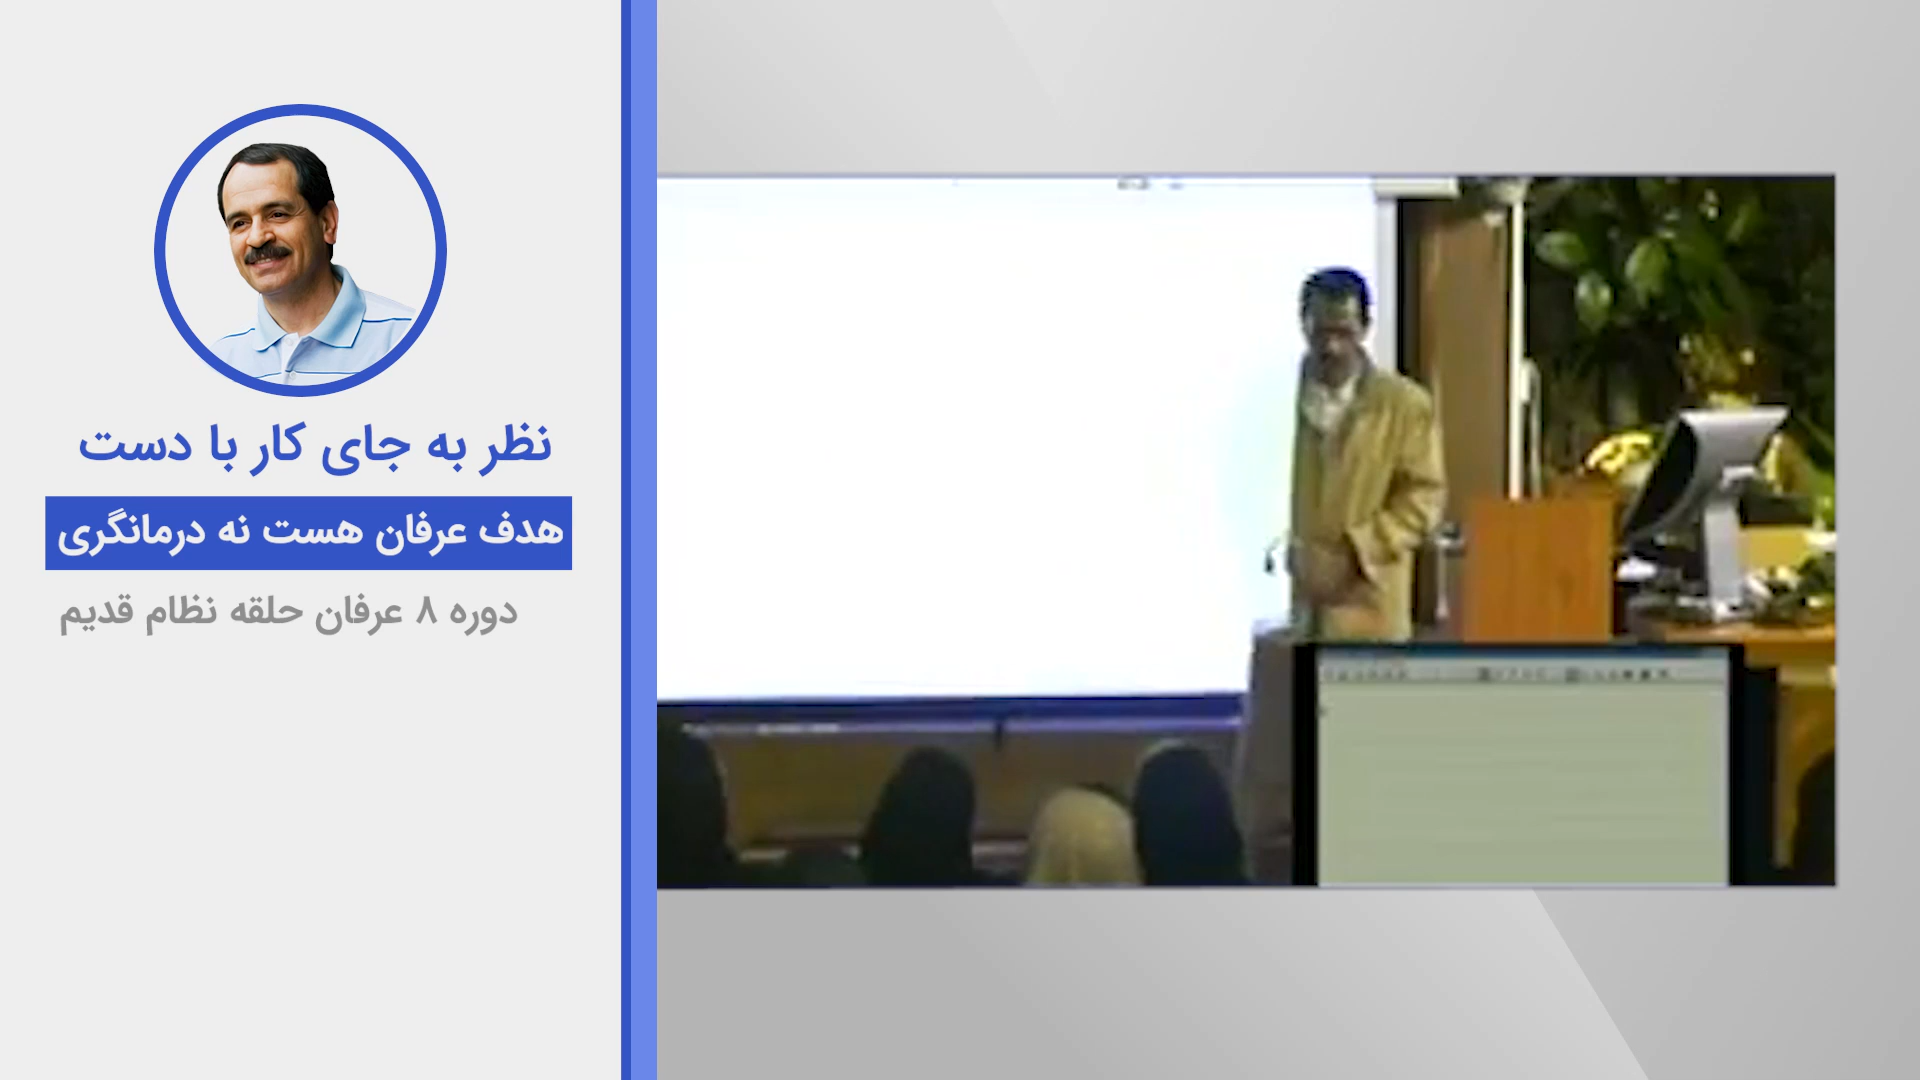 نظر به جای کار با دست
هدف عرفان هست نه درمانگری
دوره ۸ عرفان حلقه نظام قدیم